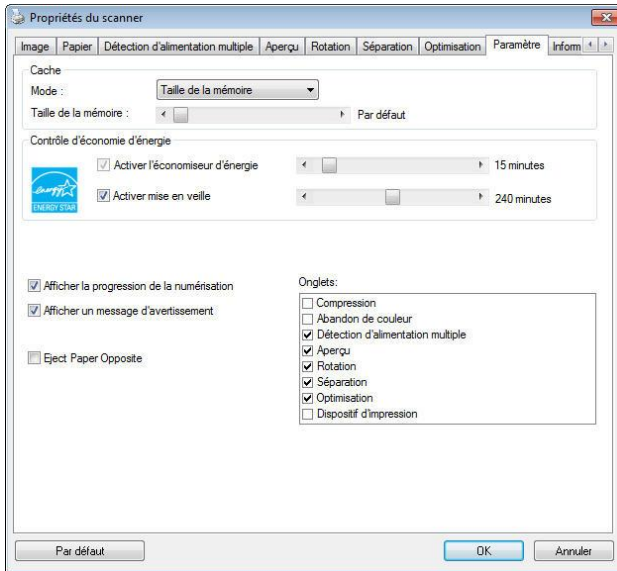 Propriétés du scanner
Image Papier Détection d'alimentation multiple Aperçu Rotation Séparation Optimisation Paramètre Inform
Cache
Mode : Taille de la mémoire
Taille de la mémoire : Par défaut
Contrôle d'économie d'énergie
Activer l'économiseur d'énergie 15 minutes
energy
ENERGY STAR
Activer mise en veille 240 minutes
Afficher la progression de la numérisation
Afficher un message d'avertissement
Eject Paper Opposite
Onglets:
Compression
Abandon de couleur
Détection d'alimentation multiple
Aperçu
Rotation
Séparation
Optimisation
Dispositif d'impression
Par défaut OK Annuler